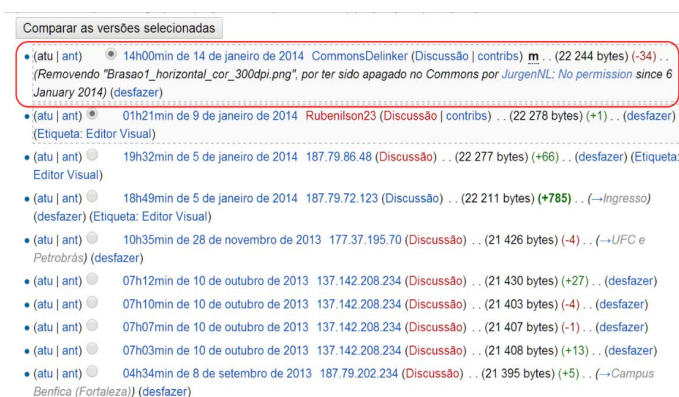 Comparar as versões selecionadas
(atu | ant) 14h00min de 14 de janeiro de 2014 CommonsDelinker (Discussão | contribs) m . . (22 244 bytes) (-34) . .
(Removendo "Brasao1_horizontal_cor_300dpi.png", por ter sido apagado no Commons por JurgenNL: No permission since 6
January 2014) (desfazer)
(atu | ant) 01h21min de 9 de janeiro de 2014 Rubenilson23 (Discussão | contribs) . . (22 278 bytes) (+1) . . (desfazer)
(Etiqueta: Editor Visual)
(atu | ant) 19h32min de 5 de janeiro de 2014 187.79.86.48 (Discussão) . . (22 277 bytes) (+66) . . (desfazer) (Etiqueta:
Editor Visual)
(atu | ant) 18h49min de 5 de janeiro de 2014 187.79.72.123 (Discussão) . . (22 211 bytes) (+785) . . (→Ingresso)
(desfazer) (Etiqueta: Editor Visual)
(atu | ant) 10h35min de 28 de novembro de 2013 177.37.195.70 (Discussão) . . (21 426 bytes) (-4) . . (→UFC e
Petrobrás) (desfazer)
(atu | ant) 07h12min de 10 de outubro de 2013 137.142.208.234 (Discussão) . . (21 430 bytes) (+27) . . (desfazer)
(atu | ant) 07h10min de 10 de outubro de 2013 137.142.208.234 (Discussão) . . (21 403 bytes) (-4) . . (desfazer)
(atu | ant) 07h07min de 10 de outubro de 2013 137.142.208.234 (Discussão) . . (21 407 bytes) (-1) . . (desfazer)
(atu | ant) 07h03min de 10 de outubro de 2013 137.142.208.234 (Discussão) . . (21 408 bytes) (+13) . . (desfazer)
(atu | ant) 04h34min de 8 de setembro de 2013 187.79.202.234 (Discussão) . . (21 395 bytes) (+5) . . (→Campus
Benfica (Fortaleza)) (desfazer)